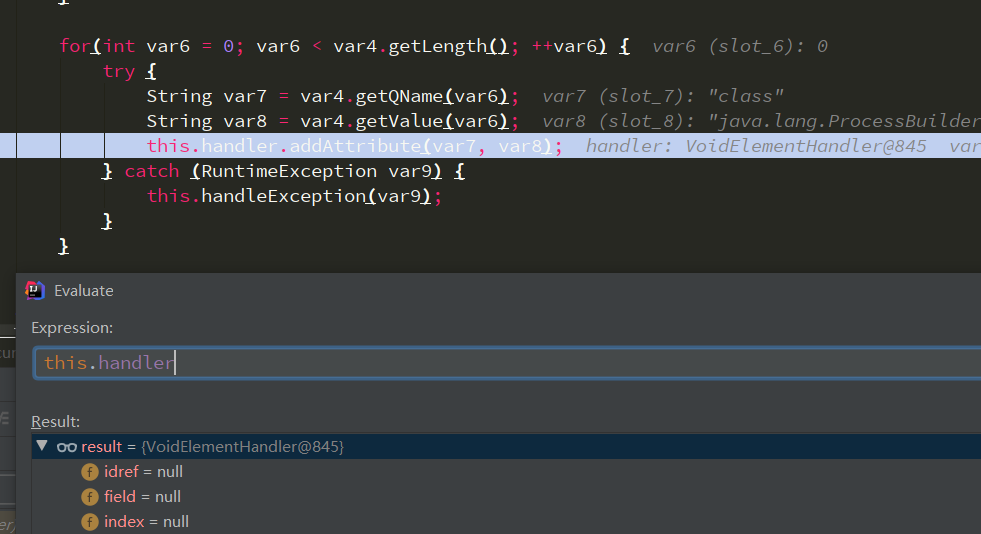 }
for(int var6 = 0; var6 < var4.getLength(); ++var6) { var6 (slot_6): 0
try {
String var7 = var4.getQName(var6); var7 (slot_7): "class"
String var8 = var4.getValue(var6); var8 (slot_8): "java.lang.ProcessBuilder
this.handler.addAttribute(var7, var8); handler: VoidElementHandler@845 var
} catch (RuntimeException var9) {
this.handleException(var9);
}
}
Evaluate
Expression:
this.handler
Result:
result = {VoidElementHandler@845}
f idref = null
f field = null
f index = null